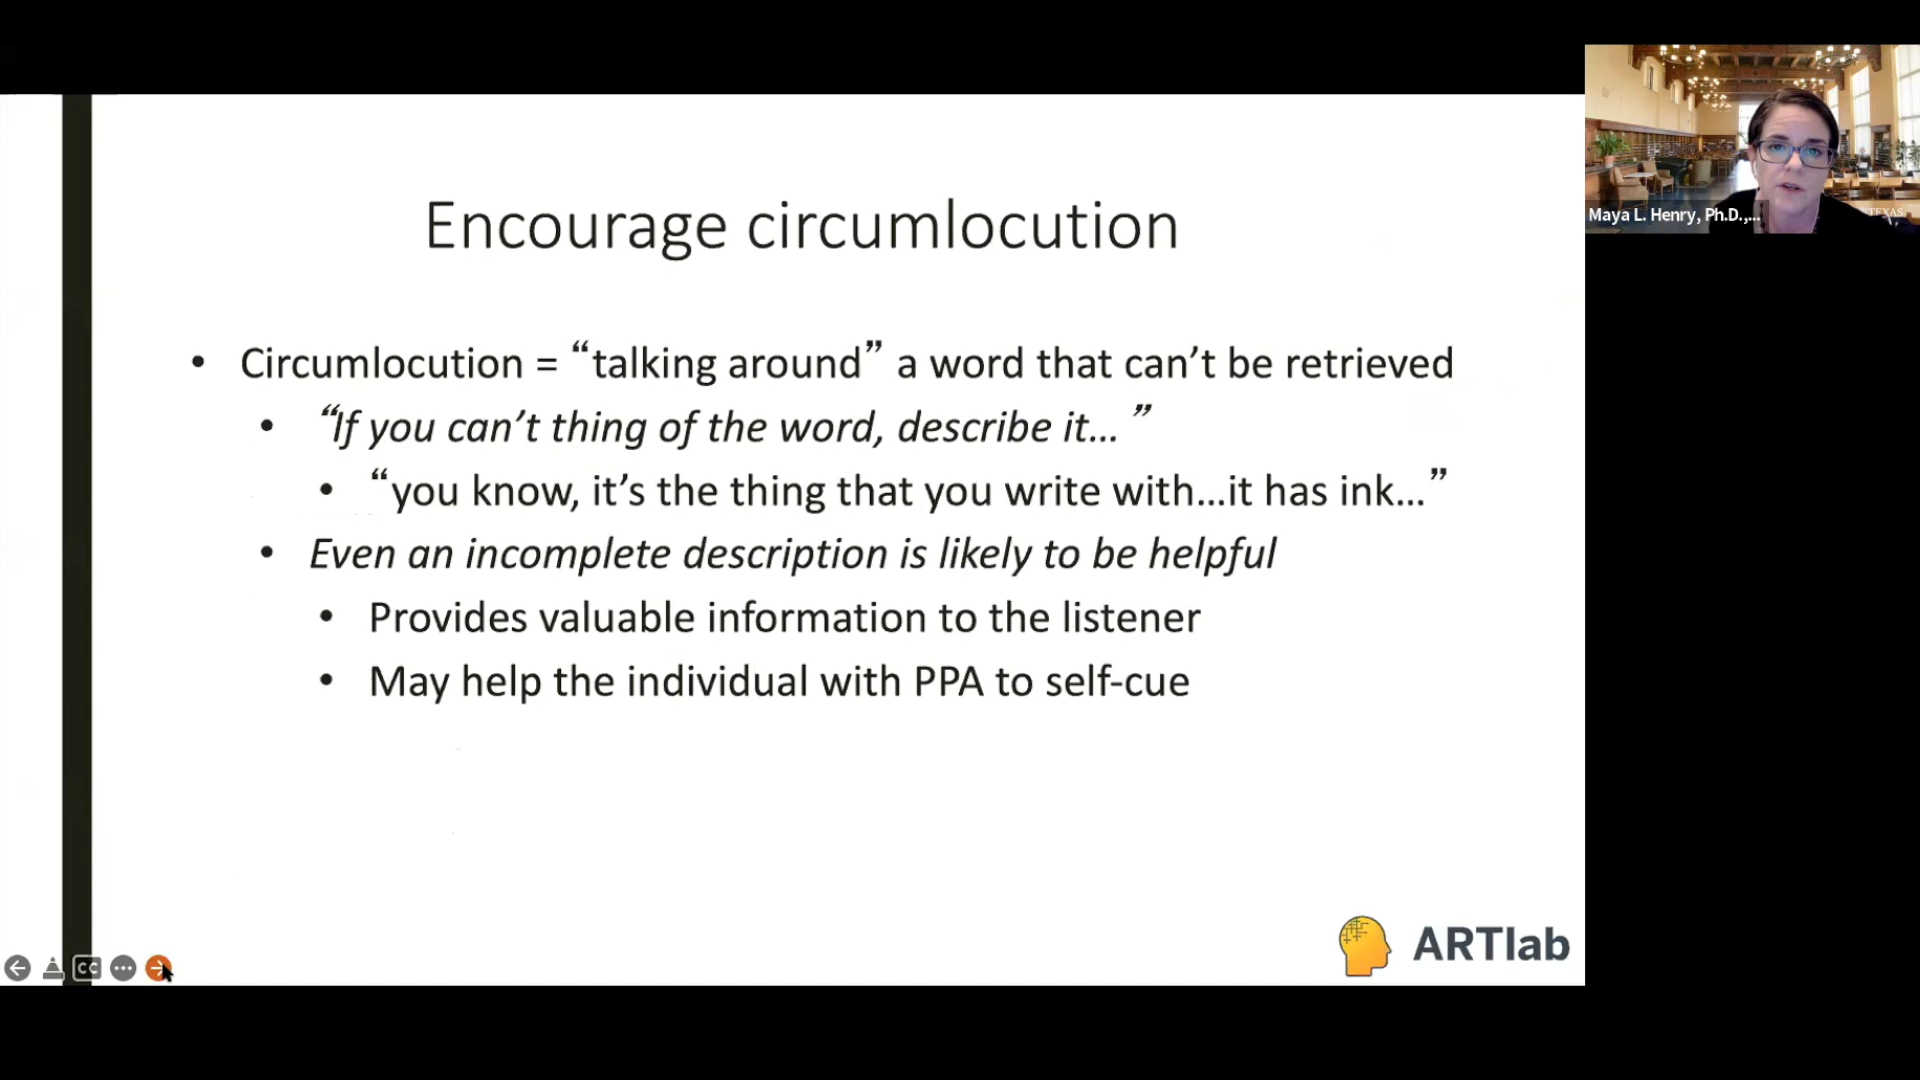 Encourage circumlocution
• Circumlocution = “talking around” a word that can’t be retrieved
• “If you can’t thing of the word, describe it… ”
• “you know, it’s the thing that you write with…it has ink…”
• Even an incomplete description is likely to be helpful
• Provides valuable information to the listener
• May help the individual with PPA to self-cue
ARTlab
CC
Maya L. Henry, Ph.D.,...
TEXAS